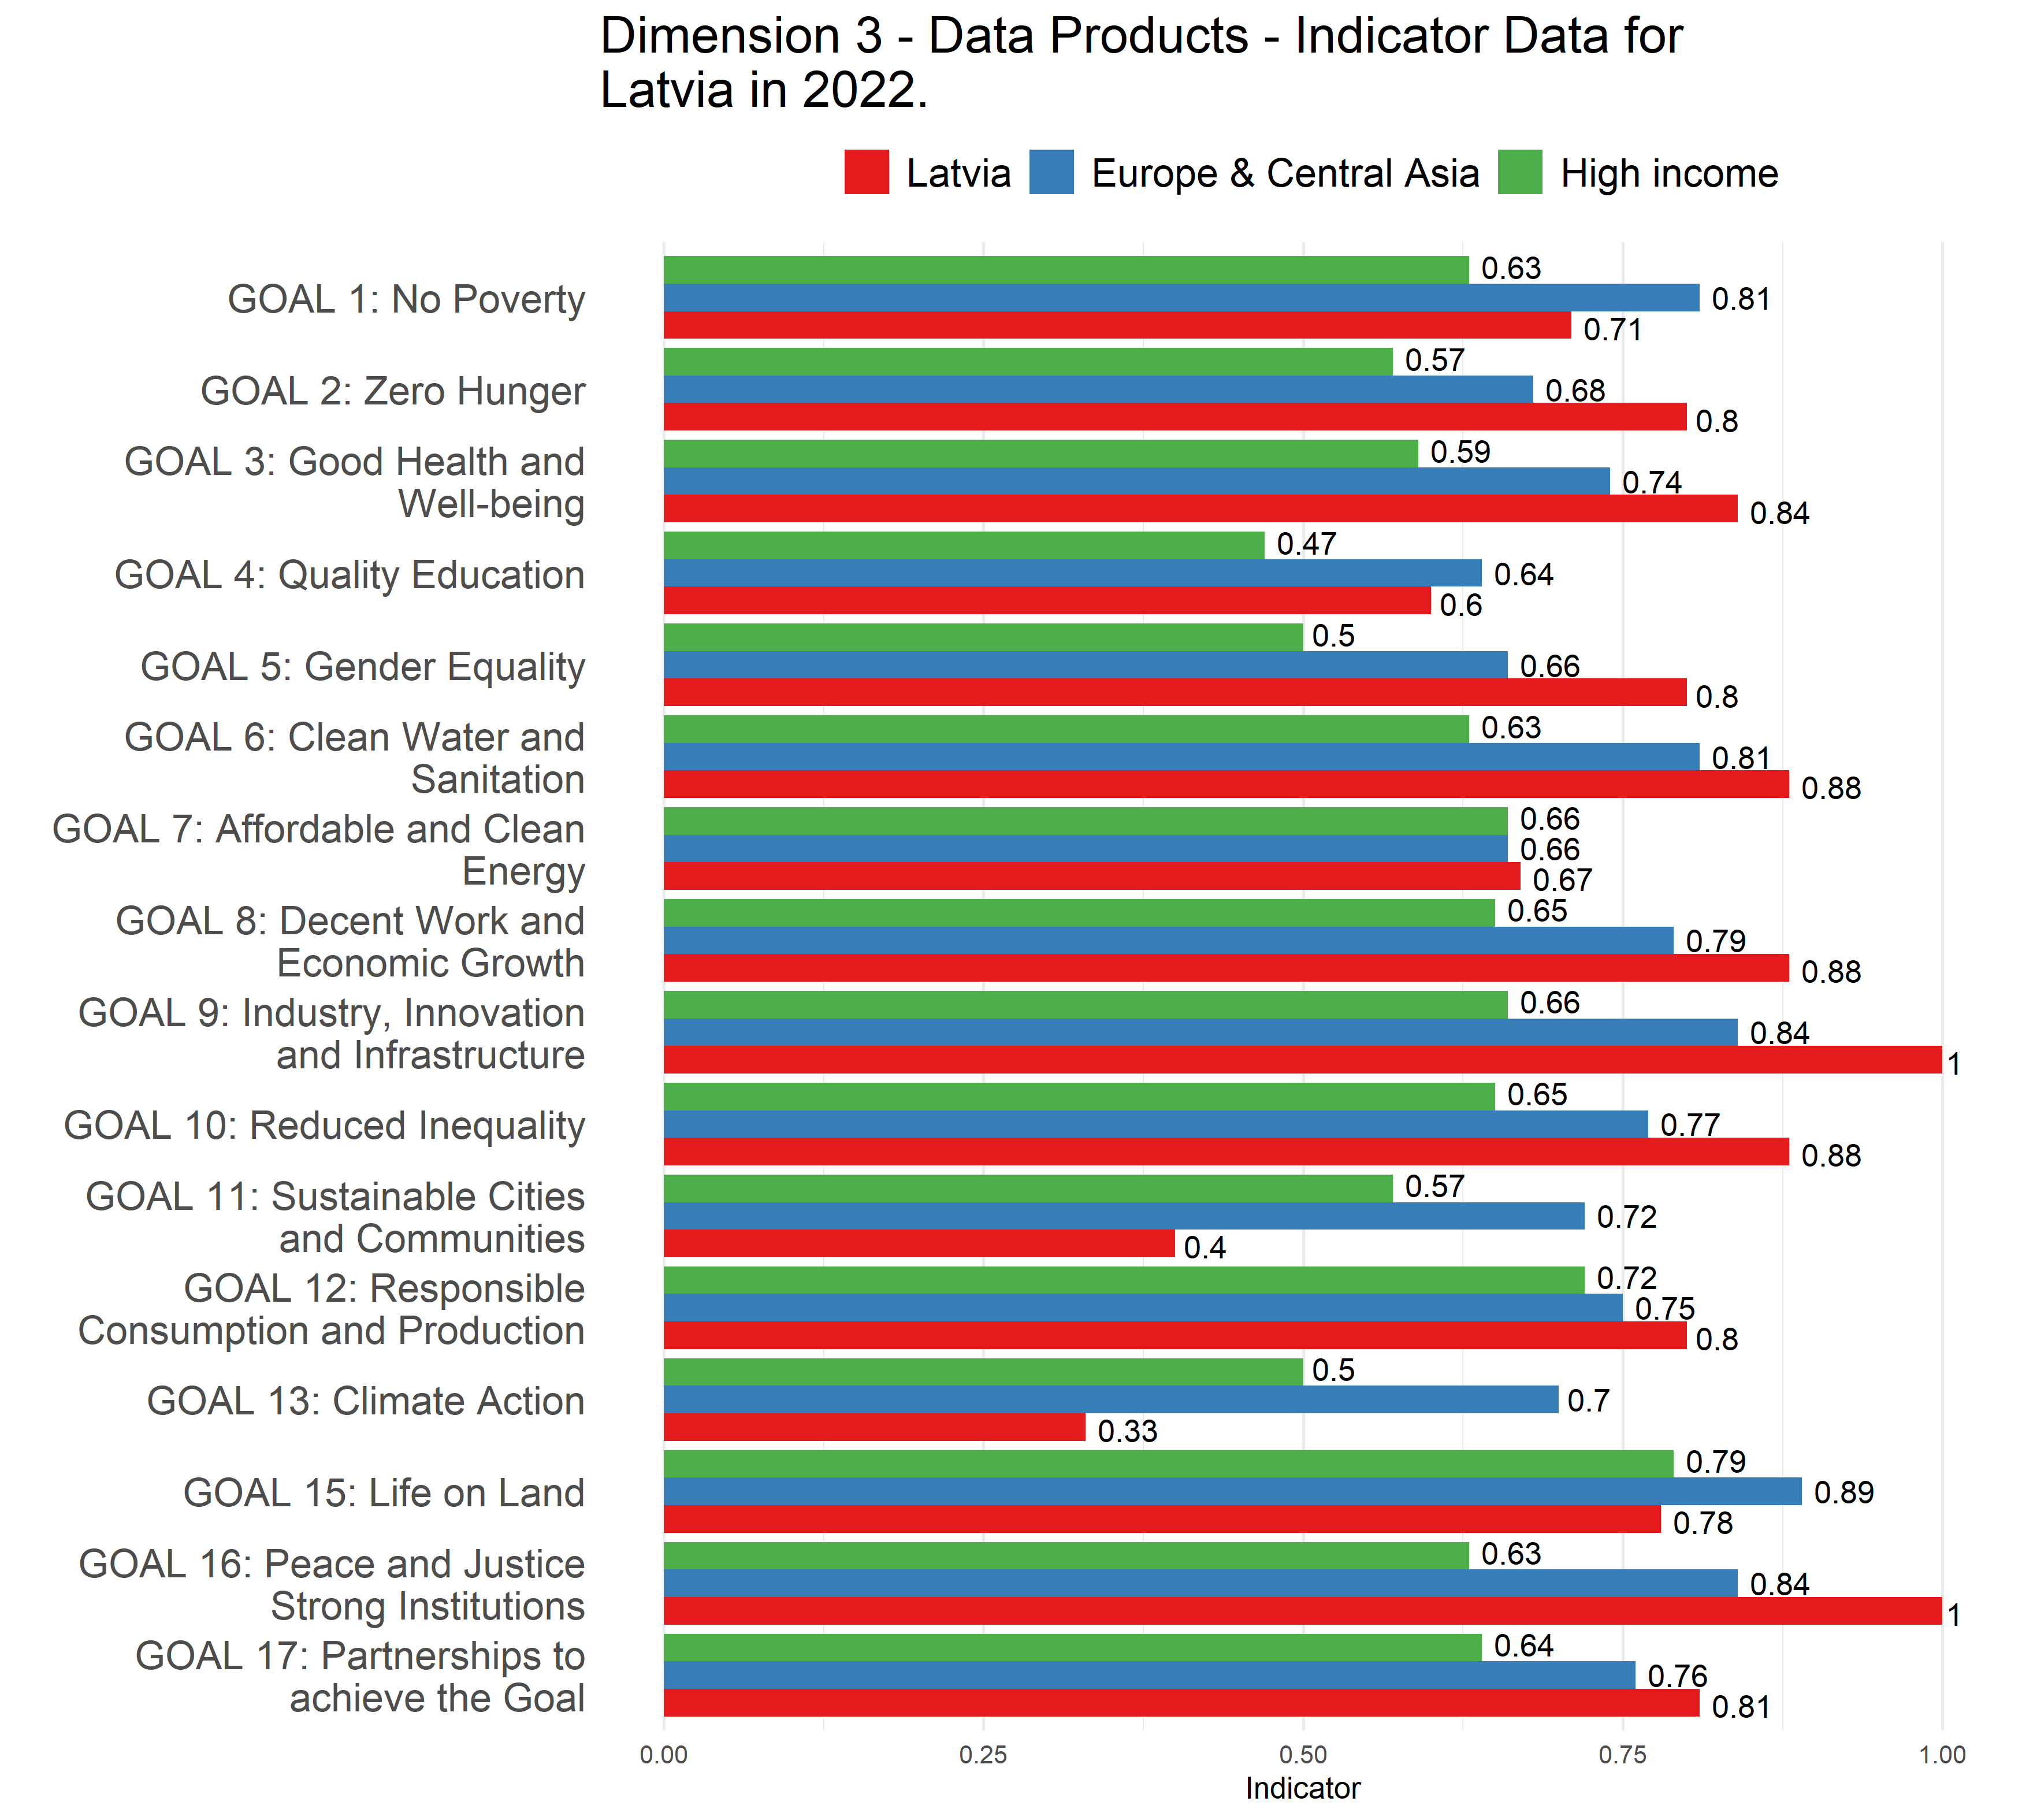 Dimension 3 - Data Products - Indicator Data for
Latvia in 2022.
Latvia Europe & Central Asia High income
GOAL 1: No Poverty
0.63
0.81
0.71
GOAL 2: Zero Hunger
0.57
0.68
0.8
GOAL 3: Good Health and
Well-being
0.59
0.74
0.84
GOAL 4: Quality Education
0.47
0.64
0.6
GOAL 5: Gender Equality
0.5
0.66
0.8
GOAL 6: Clean Water and
Sanitation
0.63
0.81
0.88
GOAL 7: Affordable and Clean
Energy
0.66
0.66
0.67
GOAL 8: Decent Work and
Economic Growth
0.65
0.79
0.88
GOAL 9: Industry, Innovation
and Infrastructure
0.66
0.84
1
GOAL 10: Reduced Inequality
0.65
0.77
0.88
GOAL 11: Sustainable Cities
and Communities
0.57
0.72
0.4
GOAL 12: Responsible
Consumption and Production
0.72
0.75
0.8
GOAL 13: Climate Action
0.5
0.7
0.33
GOAL 15: Life on Land
0.79
0.89
0.78
GOAL 16: Peace and Justice
Strong Institutions
0.63
0.84
1
GOAL 17: Partnerships to
achieve the Goal
0.64
0.76
0.81
0.00 0.25 0.50 0.75 1.00
Indicator